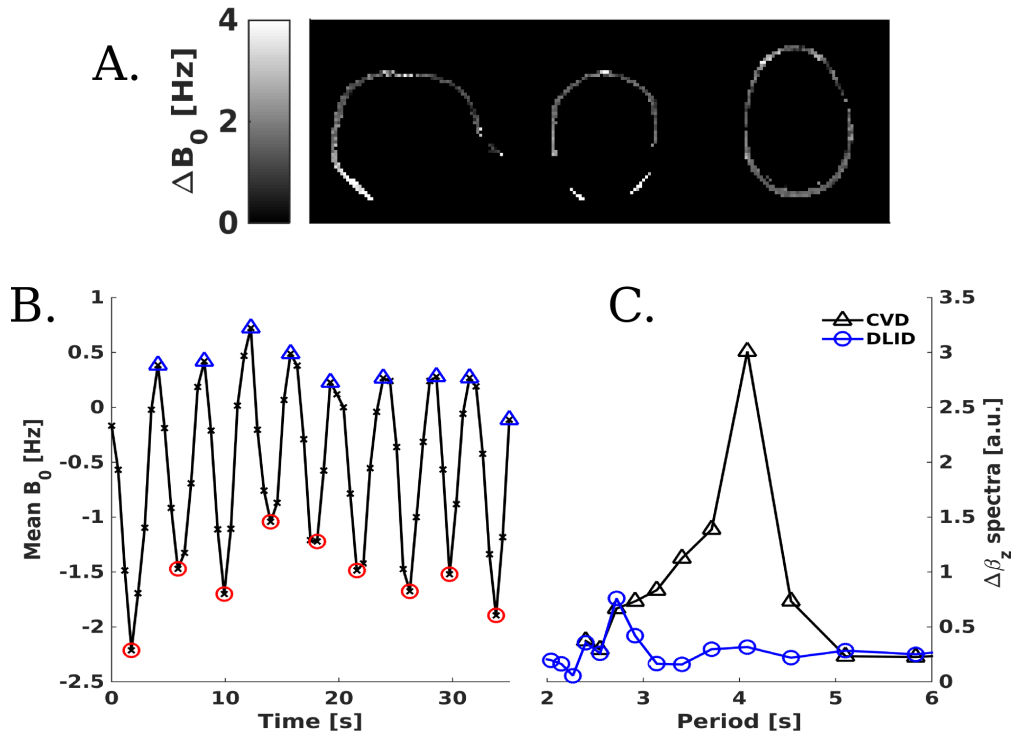 A.
ΔB₀ [Hz]
4
2
0
B.
Mean B₀ [Hz]
1
0.5
0
-0.5
-1
-1.5
-2
-2.5
0 10 20 30
Time [s]
C.
CVD
DLID
3.5
3
2.5
2
1.5
1
0.5
0
Δβ_z spectra [a.u.]
2 3 4 5 6
Period [s]